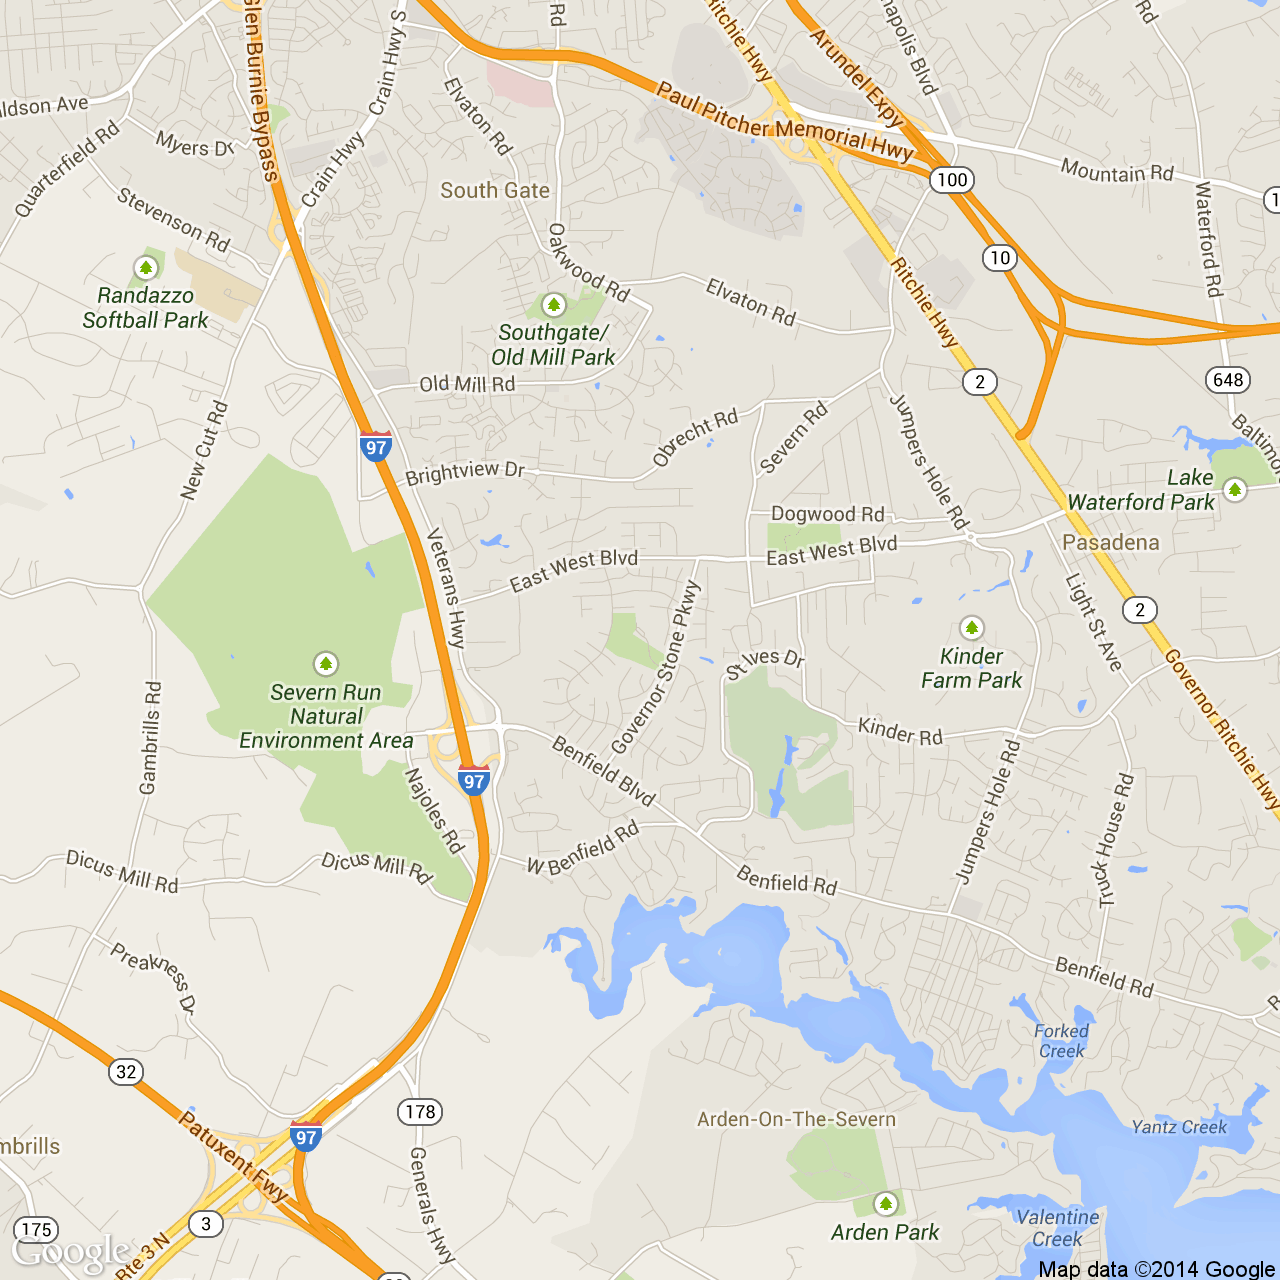 Glen Burnie Bypass
Crain Hwy S
Rd
Ritchie Hwy
Arundel Expy
Rd
ldson Ave
Quarterfield Rd
Myers Dr
Crain Hwy
Elvaton Rd
Paul Pitcher Memorial Hwy
100
Mountain Rd
1
Waterford Rd
Stevenson Rd
South Gate
Oakwood Rd
10
Ritchie Hwy
Randazzo
Softball Park
Elvaton Rd
Southgate/
Old Mill Park
Old Mill Rd
2
648
New Cut Rd
97
Obrecht Rd
Severn Rd
Jumpers Hole Rd
Baltimo
Brightview Dr
Lake
Waterford Park
Dogwood Rd
Pasadena
Veterans Hwy
East West Blvd
East West Blvd
Light St Ave
2
Governor Stone Pkwy
Kinder
Farm Park
Severn Run
Natural
Environment Area
St Ives Dr
Governor Ritchie Hwy
Gambrills Rd
Kinder Rd
Benfield Blvd
97
Najoles Rd
Jumpers Hole Rd
Truck House Rd
Dicus Mill Rd
Dicus Mill Rd
W Benfield Rd
Benfield Rd
Preakness Dr
Benfield Rd
R
Forked
Creek
32
178
Arden-On-The-Severn
Yantz Creek
97
mbrills
Patuxent Fwy
Generals Hwy
175
3
Rte 3 N
Arden Park
Valentine
Creek
Google
Map data ©2014 Google